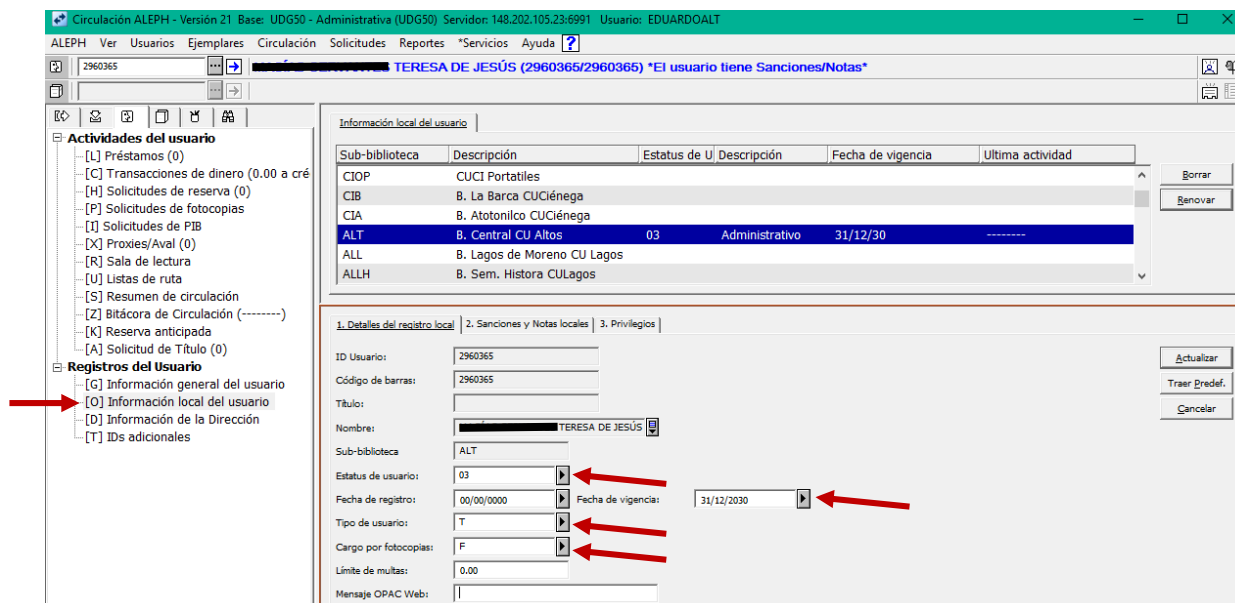 Circulación ALEPH - Versión 21 Base: UDG50 - Administrativa (UDG50) Servidor: 148.202.105.23:6991 Usuario: EDUARDOALT
ALEPH Ver Usuarios Ejemplares Circulación Solicitudes Reportes *Servicios Ayuda ?
2960365 ... TERESA DE JESÚS (2960365/2960365) *El usuario tiene Sanciones/Notas*
Actividades del usuario
[L] Préstamos (0)
[C] Transacciones de dinero (0.00 a cré
[H] Solicitudes de reserva (0)
[P] Solicitudes de fotocopias
[I] Solicitudes de PIB
[X] Proxies/Aval (0)
[R] Sala de lectura
[U] Listas de ruta
[S] Resumen de circulación
[Z] Bitácora de Circulación (--------)
[K] Reserva anticipada
[A] Solicitud de Título (0)
Registros del Usuario
[G] Información general del usuario
[O] Información local del usuario
[D] Información de la Dirección
[T] IDs adicionales
Información local del usuario
Sub-biblioteca Descripción Estatus de U Descripción Fecha de vigencia Ultima actividad
CIOP CUCI Portatiles
CIB B. La Barca CUCiénega
CIA B. Atotonilco CUCiénega
ALT B. Central CU Altos 03 Administrativo 31/12/30 --------
ALL B. Lagos de Moreno CU Lagos
ALLH B. Sem. Histora CULagos
Borrar
Renovar
1. Detalles del registro local 2. Sanciones y Notas locales 3. Privilegios
ID Usuario: 2960365
Código de barras: 2960365
Título:
Nombre: TERESA DE JESÚS
Sub-biblioteca ALT
Estatus de usuario: 03
Fecha de registro: 00/00/0000 Fecha de vigencia: 31/12/2030
Tipo de usuario: T
Cargo por fotocopias: F
Límite de multas: 0.00
Mensaje OPAC Web:
Actualizar
Traer Predef.
Cancelar